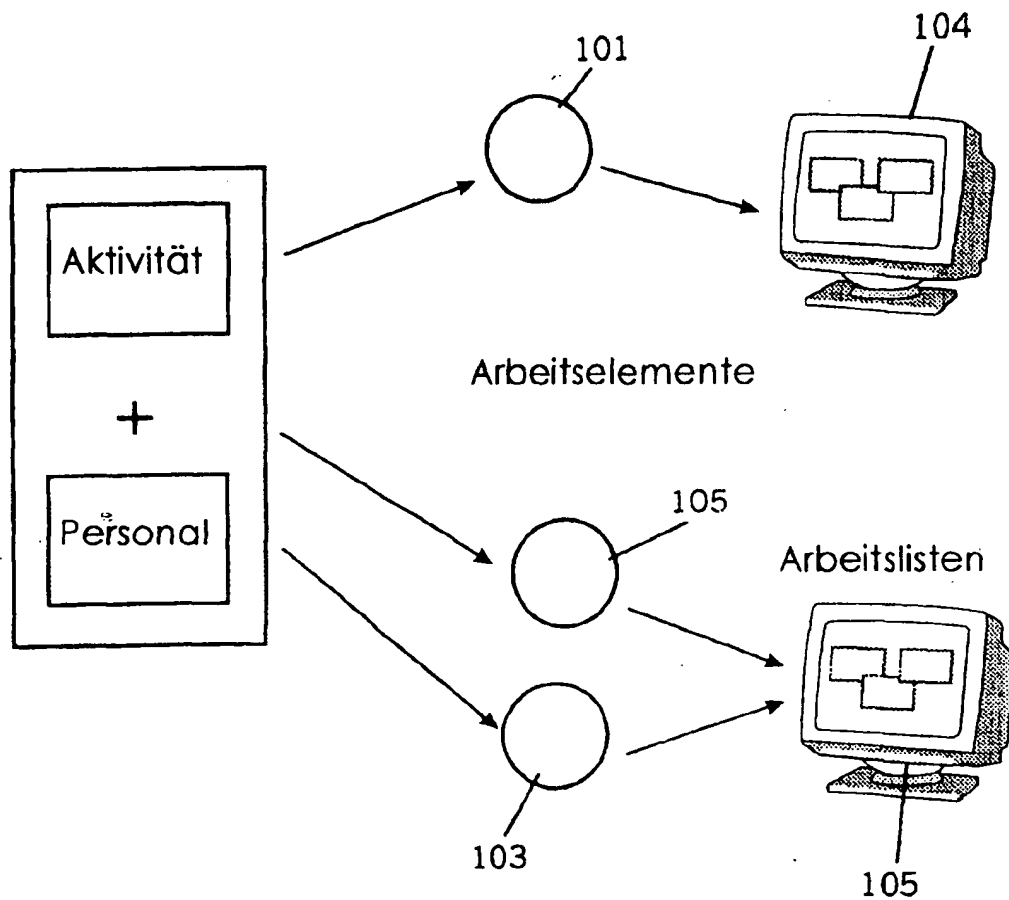 104
101
Aktivität
Arbeitselemente
+
105
Personal
Arbeitslisten
103
105